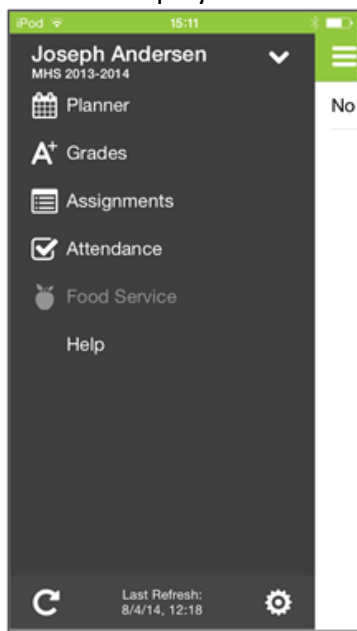 iPod 15:11
Joseph Andersen
MHS 2013-2014
Planner
No
A+ Grades
Assignments
Attendance
Food Service
Help
Last Refresh:
8/4/14, 12:18